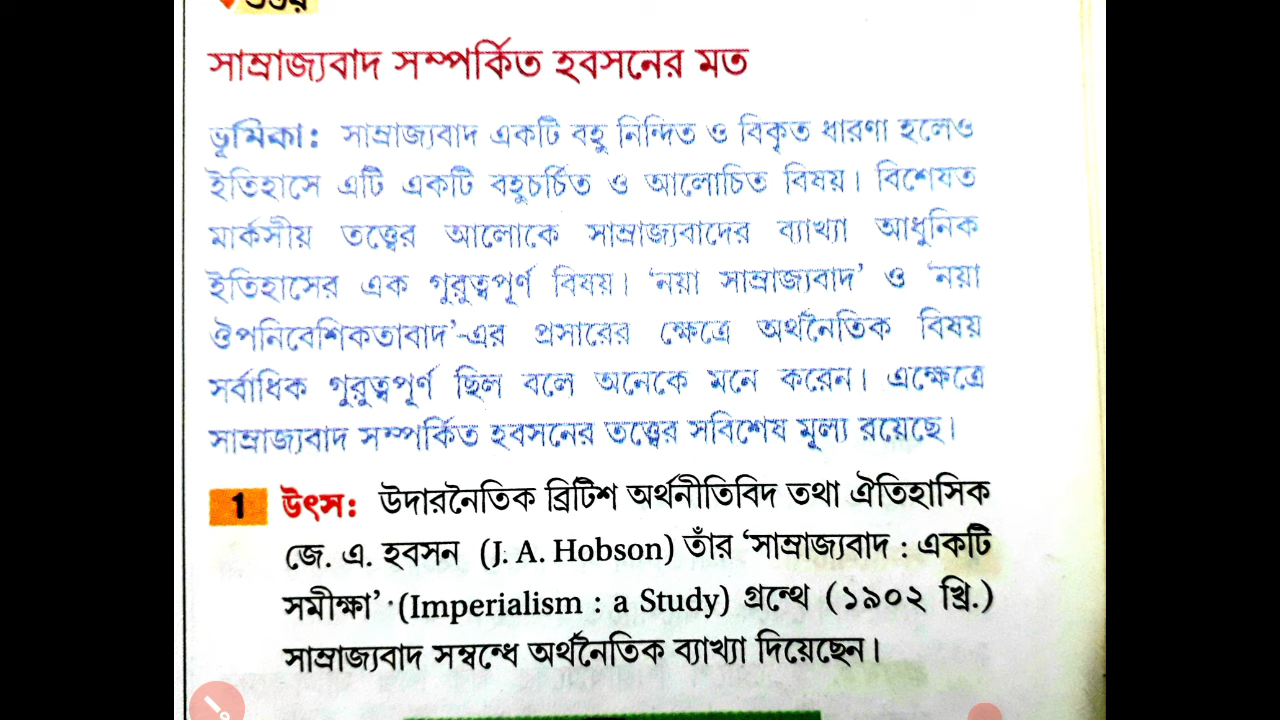 উত্তর
সাম্রাজ্যবাদ সম্পর্কিত হবসনের মত
ভূমিকা: সাম্রাজ্যবাদ একটি বহু নিন্দিত ও বিকৃত ধারণা হলেও
ইতিহাসে এটি একটি বহুচর্চিত ও আলোচিত বিষয়। বিশেষত
মার্কসীয় তত্ত্বের আলোকে সাম্রাজ্যবাদের ব্যাখ্যা আধুনিক
ইতিহাসের এক গুরুত্বপূর্ণ বিষয়। ‘নয়া সাম্রাজ্যবাদ’ ও ‘নয়া
ঔপনিবেশিকতাবাদ’-এর প্রসারের ক্ষেত্রে অর্থনৈতিক বিষয়
সর্বাধিক গুরুত্বপূর্ণ ছিল বলে অনেকে মনে করেন। এক্ষেত্রে
সাম্রাজ্যবাদ সম্পর্কিত হবসনের তত্ত্বের সবিশেষ মূল্য রয়েছে।
1 উৎস: উদারনৈতিক ব্রিটিশ অর্থনীতিবিদ তথা ঐতিহাসিক
জে. এ. হবসন (J. A. Hobson) তাঁর ‘সাম্রাজ্যবাদ : একটি
সমীক্ষা’ (Imperialism : a Study) গ্রন্থে (১৯০২ খ্রি.)
সাম্রাজ্যবাদ সম্বন্ধে অর্থনৈতিক ব্যাখ্যা দিয়েছেন।